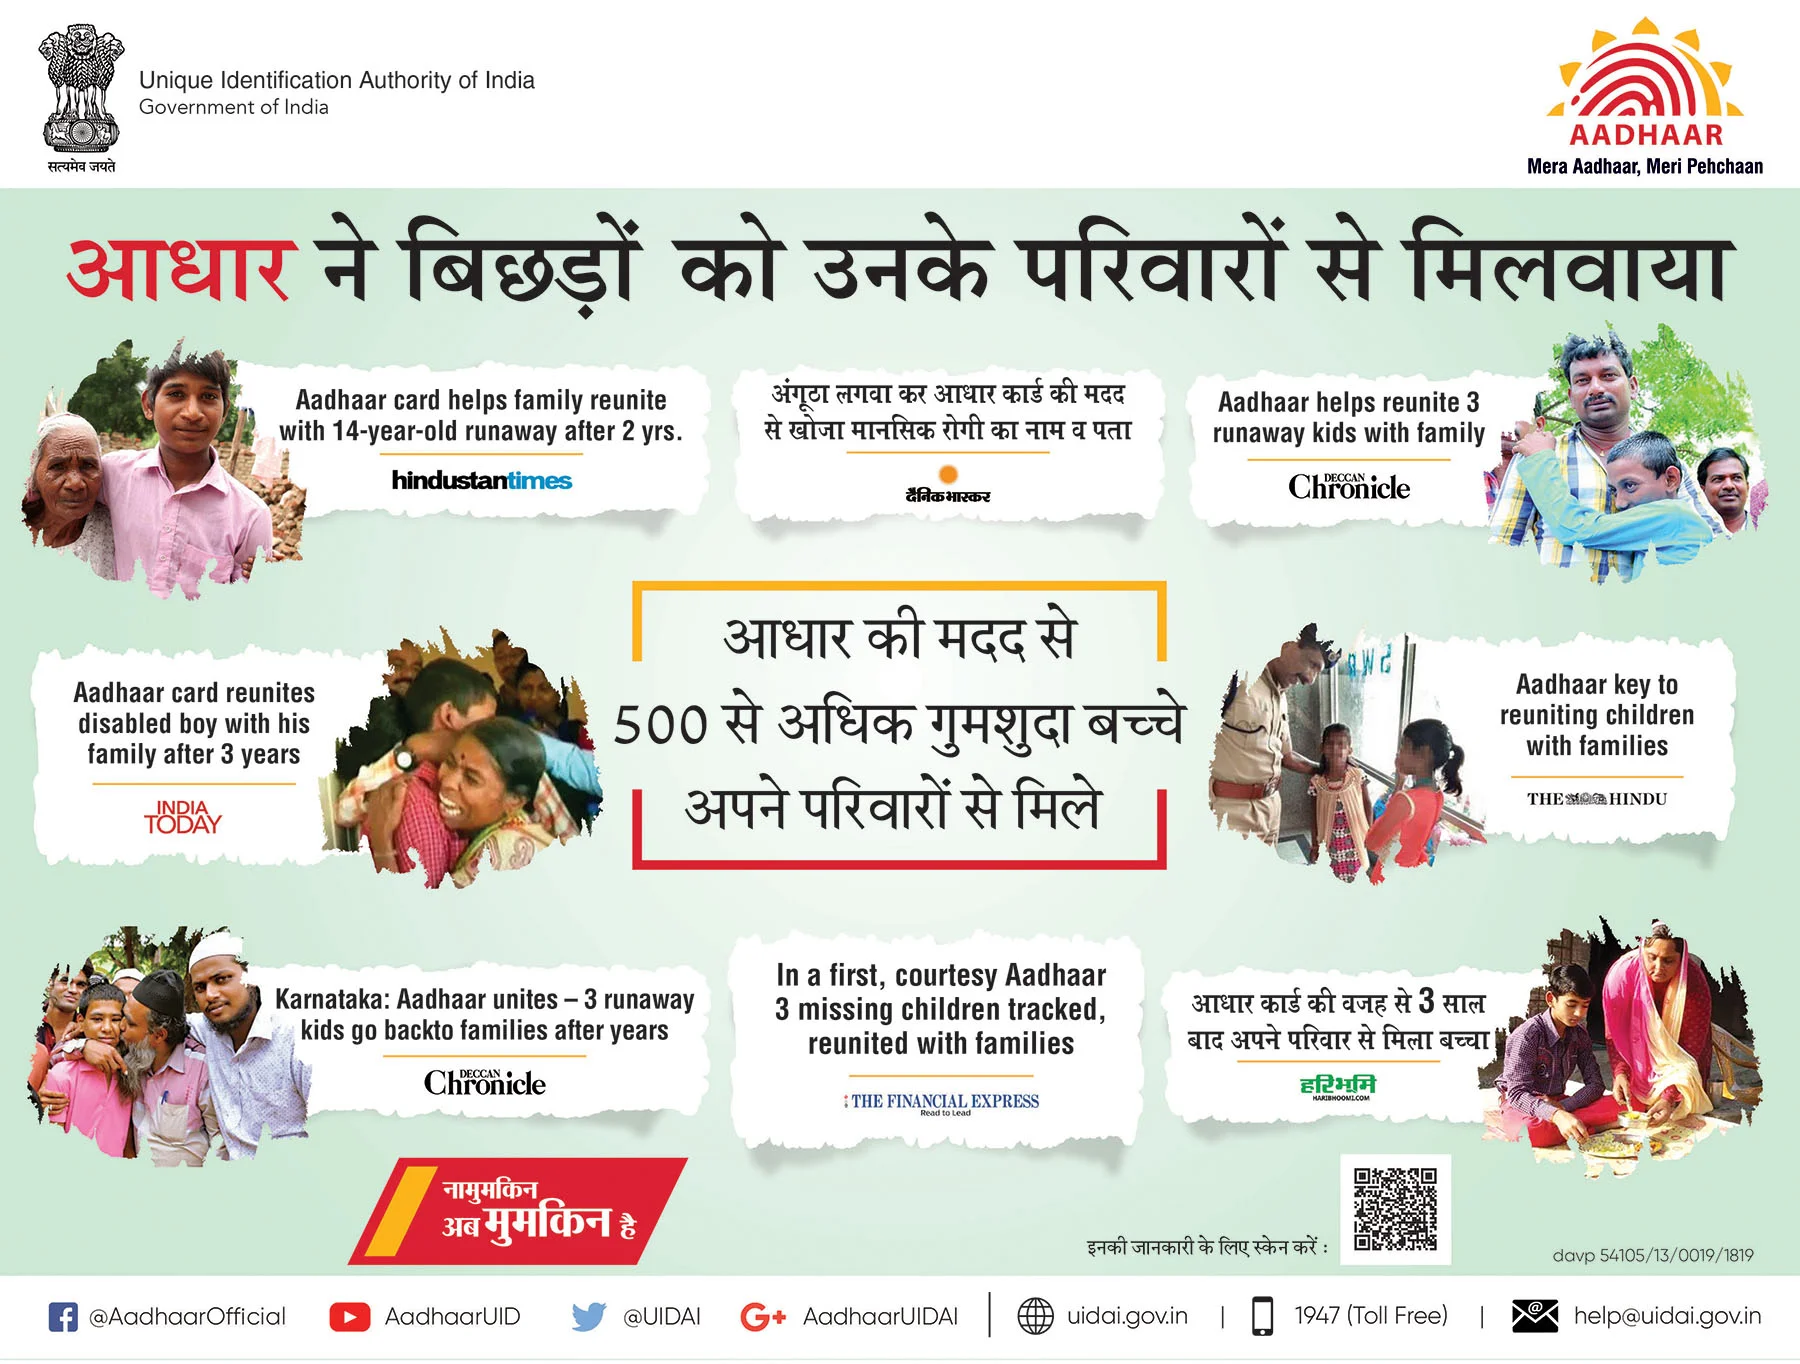 Unique Identification Authority of India
Government of India
सत्यमेव जयते
AADHAAR
Mera Aadhaar, Meri Pehchaan
आधार ने बिछड़ों को उनके परिवारों से मिलवाया
Aadhaar card helps family reunite
with 14-year-old runaway after 2 yrs.
hindustantimes
अंगूठा लगवा कर आधार कार्ड की मदद
से खोजा मानसिक रोगी का नाम व पता
दैनिक भास्कर
Aadhaar helps reunite 3
runaway kids with family
DECCAN
Chronicle
Aadhaar card reunites
disabled boy with his
family after 3 years
INDIA
TODAY
आधार की मदद से
500 से अधिक गुमशुदा बच्चे
अपने परिवारों से मिले
Aadhaar key to
reuniting children
with families
THE HINDU
Karnataka: Aadhaar unites – 3 runaway
kids go backto families after years
DECCAN
Chronicle
In a first, courtesy Aadhaar
3 missing children tracked,
reunited with families
THE FINANCIAL EXPRESS
Read to Lead
आधार कार्ड की वजह से 3 साल
बाद अपने परिवार से मिला बच्चा
हरिभूमि
HARIBHOOMI.COM
नामुमकिन
अब मुमकिन है
इनकी जानकारी के लिए स्केन करें :
davp 54105/13/0019/1819
@AadhaarOfficial AadhaarUID @UIDAI G+ AadhaarUIDAI | uidai.gov.in | 1947 (Toll Free) | help@uidai.gov.in